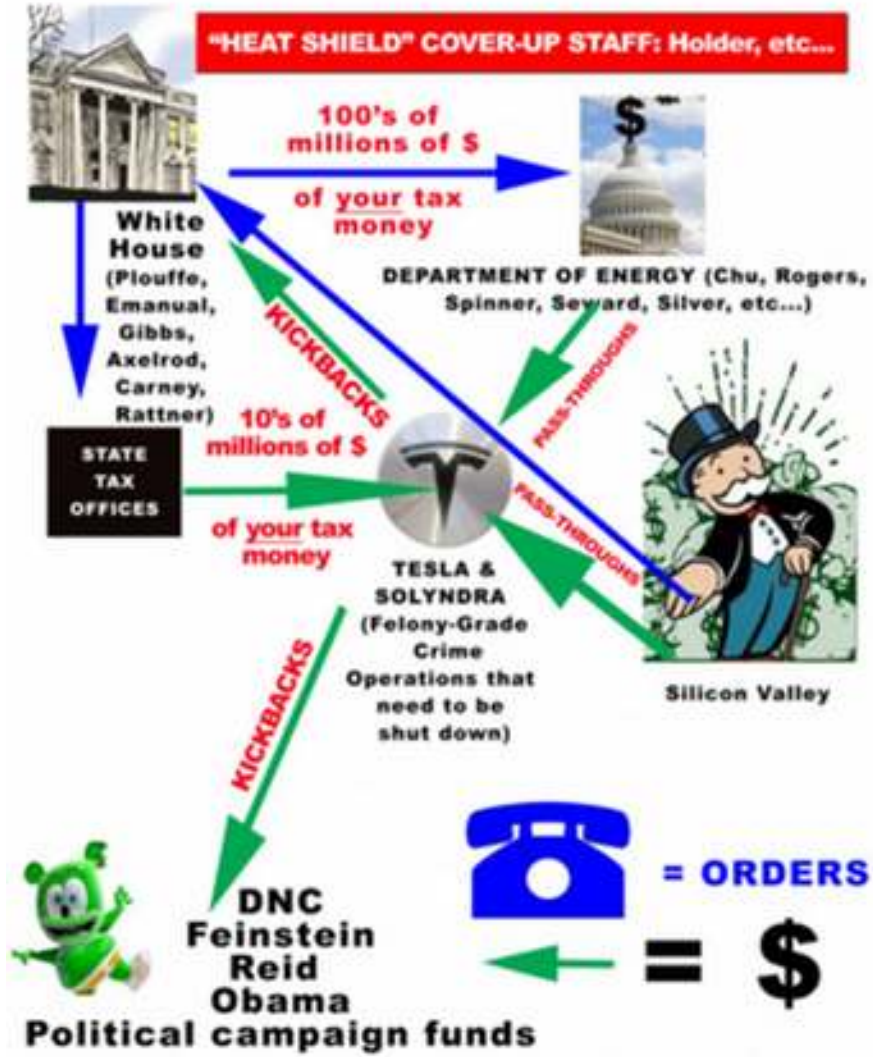 “HEAT SHIELD” COVER-UP STAFF: Holder, etc...
100's of
millions of $
of your tax
money
$
White
House
(Plouffe,
Emanual,
Gibbs,
Axelrod,
Carney,
Rattner)
DEPARTMENT OF ENERGY (Chu, Rogers,
Spinner, Seward, Silver, etc...)
KICKBACKS
PASS-THROUGHS
STATE
TAX
OFFICES
10's of
millions of $
of your tax
money
PASS-THROUGHS
TESLA &
SOLYNDRA
(Felony-Grade
Crime
Operations that
need to be
shut down)
Silicon Valley
KICKBACKS
DNC
Feinstein
Reid
Obama
Political campaign funds
= ORDERS
= $